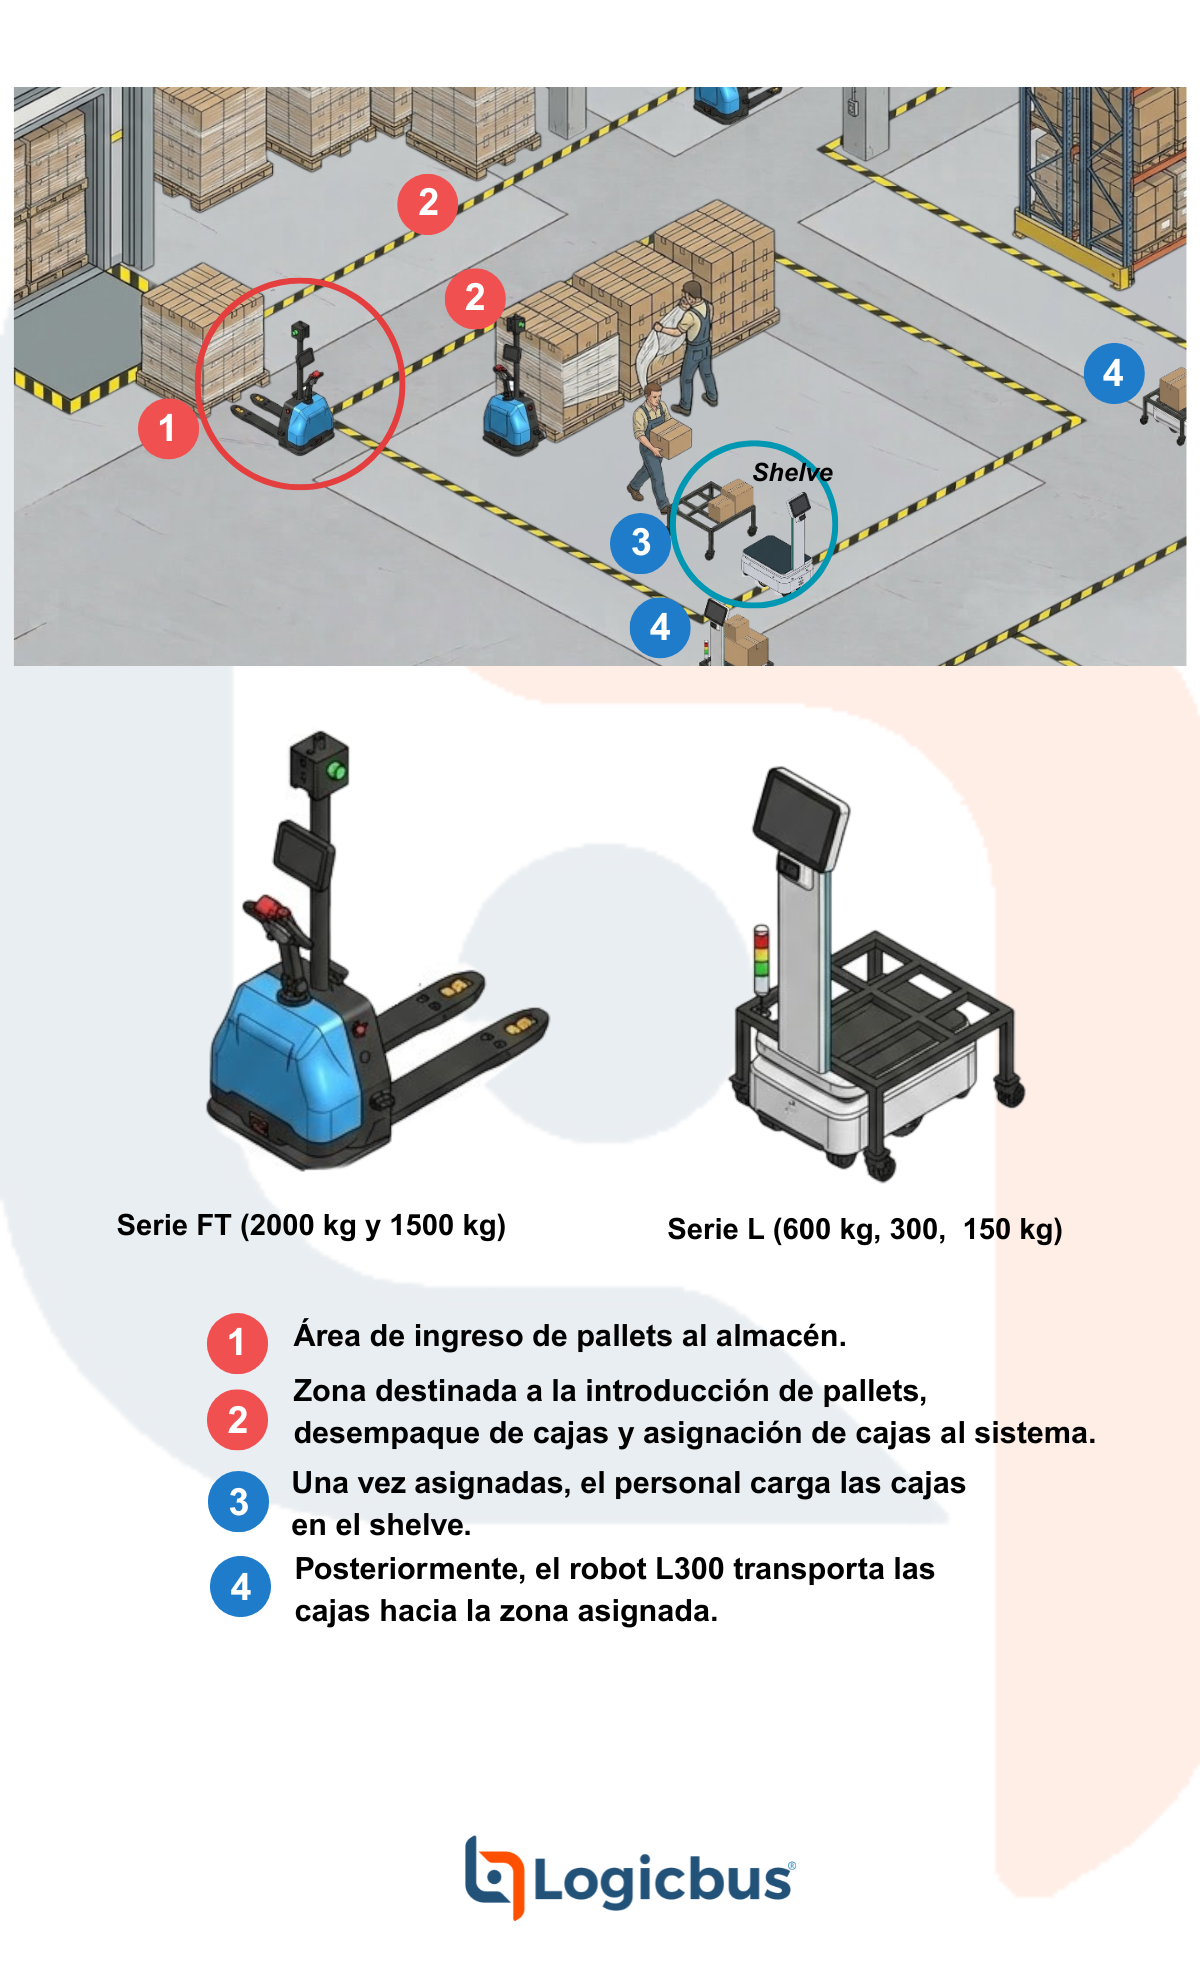 2
2
1
4
Shelve
3
4
Serie FT (2000 kg y 1500 kg)
Serie L (600 kg, 300,  150 kg)
1 Área de ingreso de pallets al almacén.
2 Zona destinada a la introducción de pallets,
desempaque de cajas y asignación de cajas al sistema.
3 Una vez asignadas, el personal carga las cajas
en el shelve.
4 Posteriormente, el robot L300 transporta las
cajas hacia la zona asignada.
Logicbus®